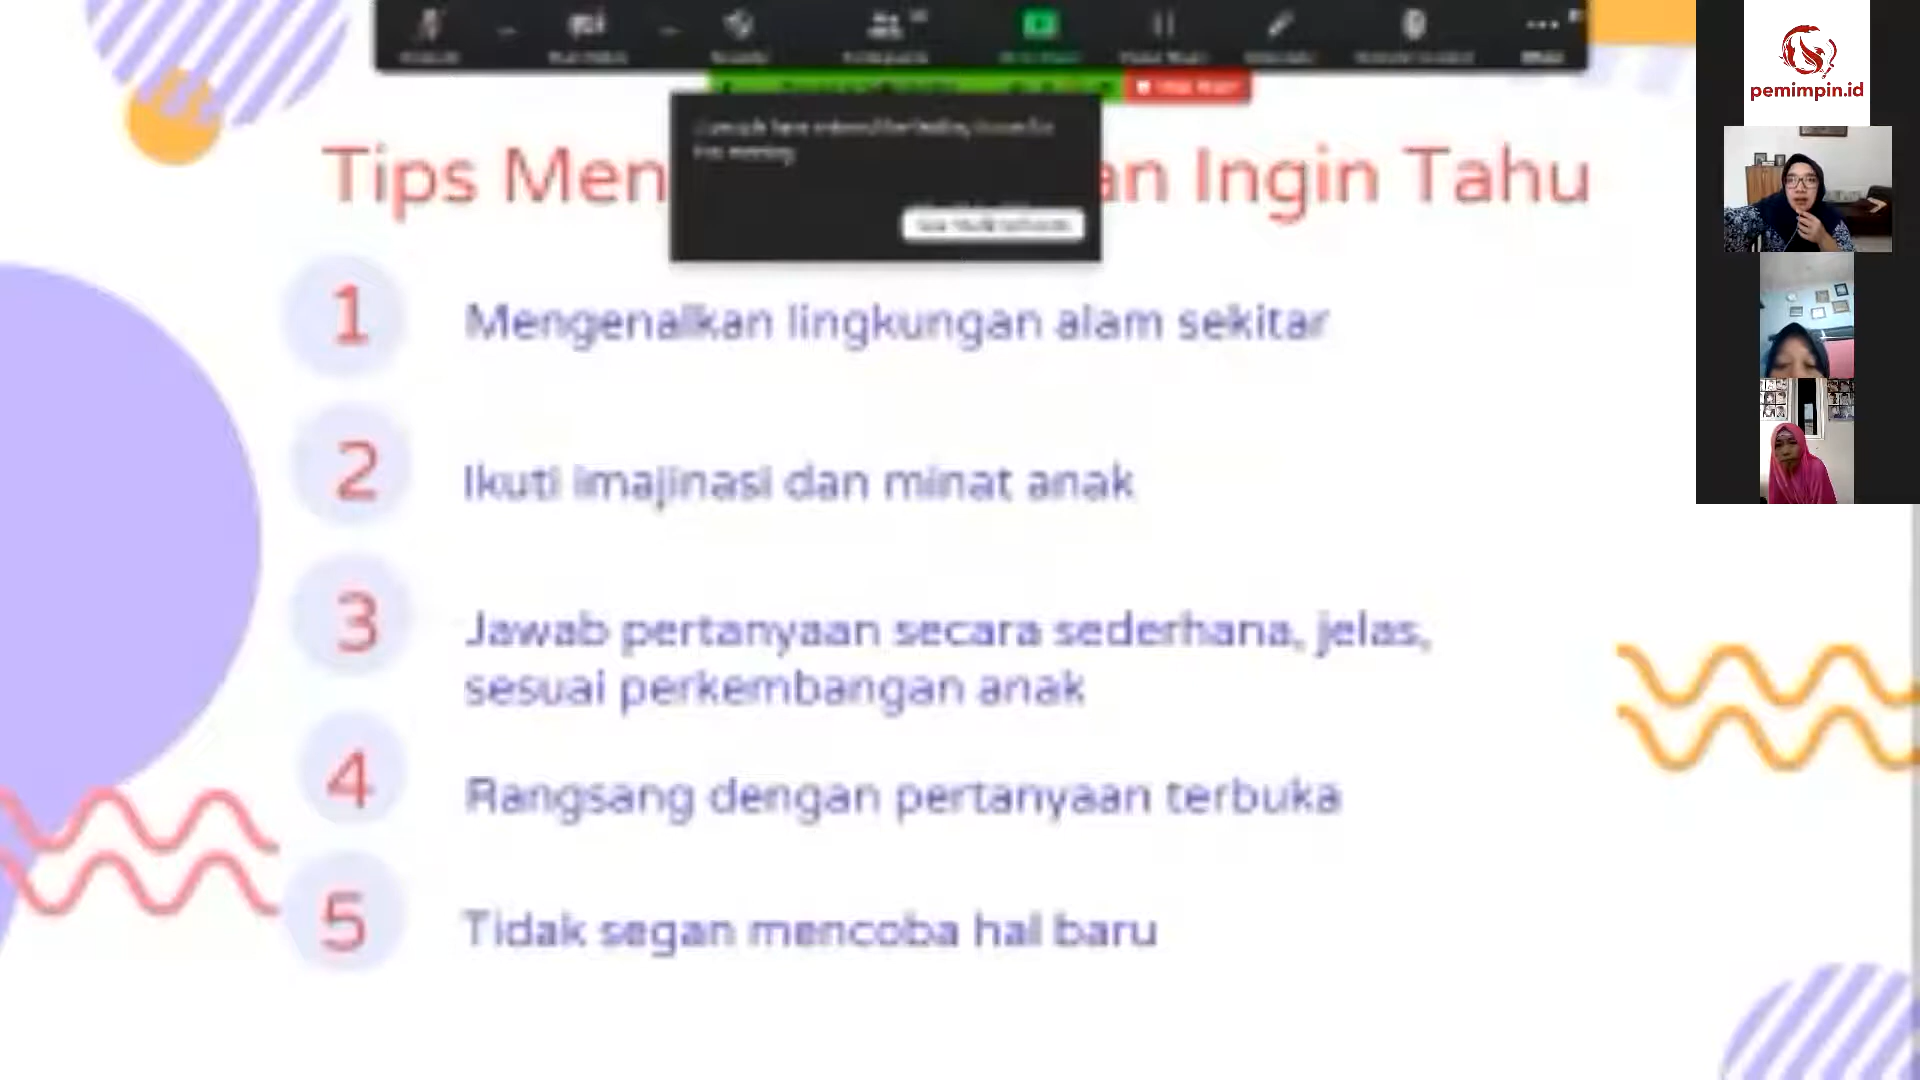 pemimpin.id
Tips Men an Ingin Tahu
1
Mengenalkan lingkungan alam sekitar
2
Ikuti imajinasi dan minat anak
3
Jawab pertanyaan secara sederhana, jelas,
sesuai perkembangan anak
4
Rangsang dengan pertanyaan terbuka
5
Tidak segan mencoba hal baru